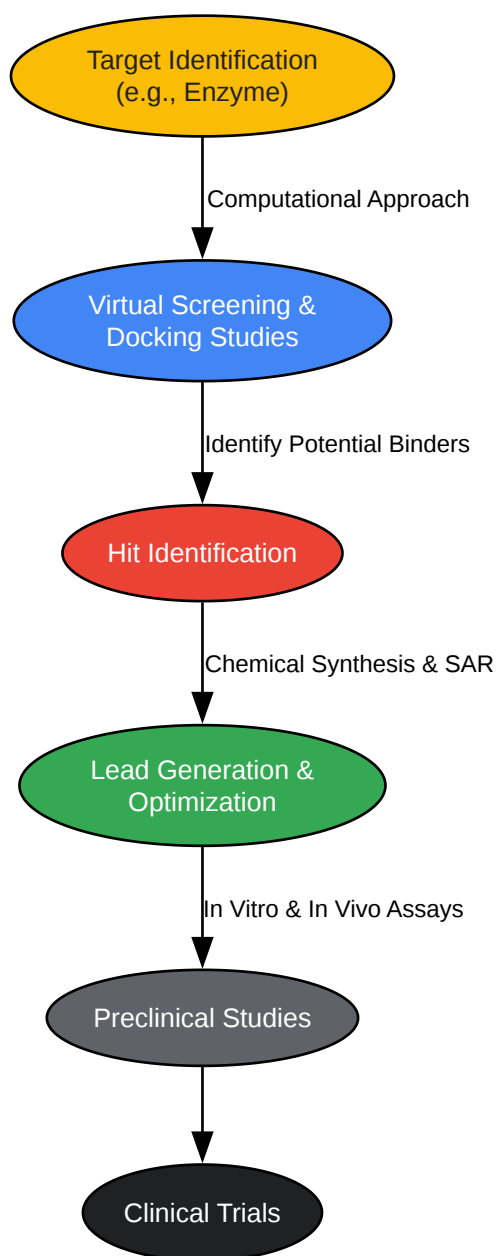 Target Identification
(e.g., Enzyme)
Computational Approach
Virtual Screening &
Docking Studies
Identify Potential Binders
Hit Identification
Chemical Synthesis & SAR
Lead Generation &
Optimization
In Vitro & In Vivo Assays
Preclinical Studies
Clinical Trials